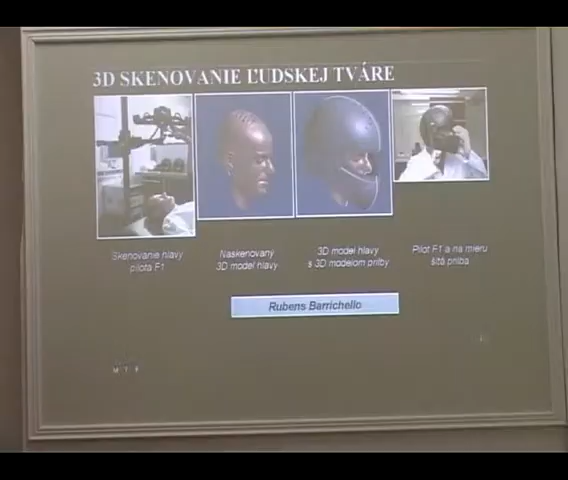 3D SKENOVANIE ĽUDSKEJ TVÁRE
Skenovanie hlavy
pilota F1
Naskenovaný
3D model hlavy
3D model hlavy
s 3D modelom prilby
Pilot F1 a na mieru
šitá prilba
Rubens Barrichello